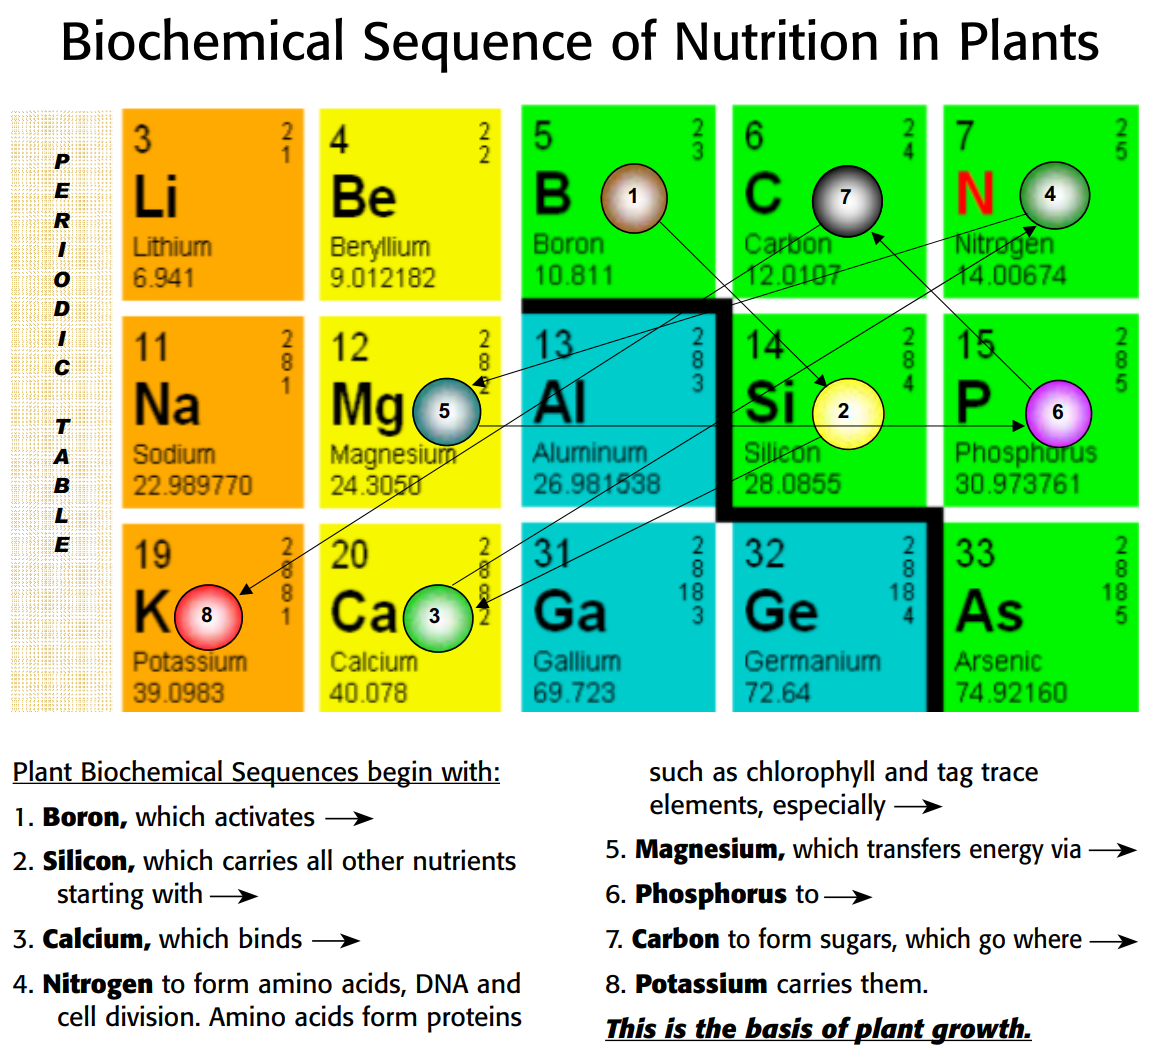 Biochemical Sequence of Nutrition in Plants
PERIODIC TABLE
3 2 1
Li
Lithium
6.941
4 2 2
Be
Beryllium
9.012182
5 2 3
B 1
Boron
10.811
6 2 4
C 7
Carbon
12.0107
7 2 5
N 4
Nitrogen
14.00674
11 2 8 1
Na
Sodium
22.989770
12 2 8 2
Mg 5
Magnesium
24.3050
13 2 8 3
Al
Aluminum
26.981538
14 2 8 4
Si 2
Silicon
28.0855
15 2 8 5
P 6
Phosphorus
30.973761
19 2 8 8 1
K 8
Potassium
39.0983
20 2 8 8 2
Ca 3
Calcium
40.078
31 2 8 18 3
Ga
Gallium
69.723
32 2 8 18 4
Ge
Germanium
72.64
33 2 8 18 5
As
Arsenic
74.92160
Plant Biochemical Sequences begin with:
1. Boron, which activates →
2. Silicon, which carries all other nutrients
starting with →
3. Calcium, which binds →
4. Nitrogen to form amino acids, DNA and
cell division. Amino acids form proteins
such as chlorophyll and tag trace
elements, especially →
5. Magnesium, which transfers energy via →
6. Phosphorus to →
7. Carbon to form sugars, which go where →
8. Potassium carries them.
This is the basis of plant growth.